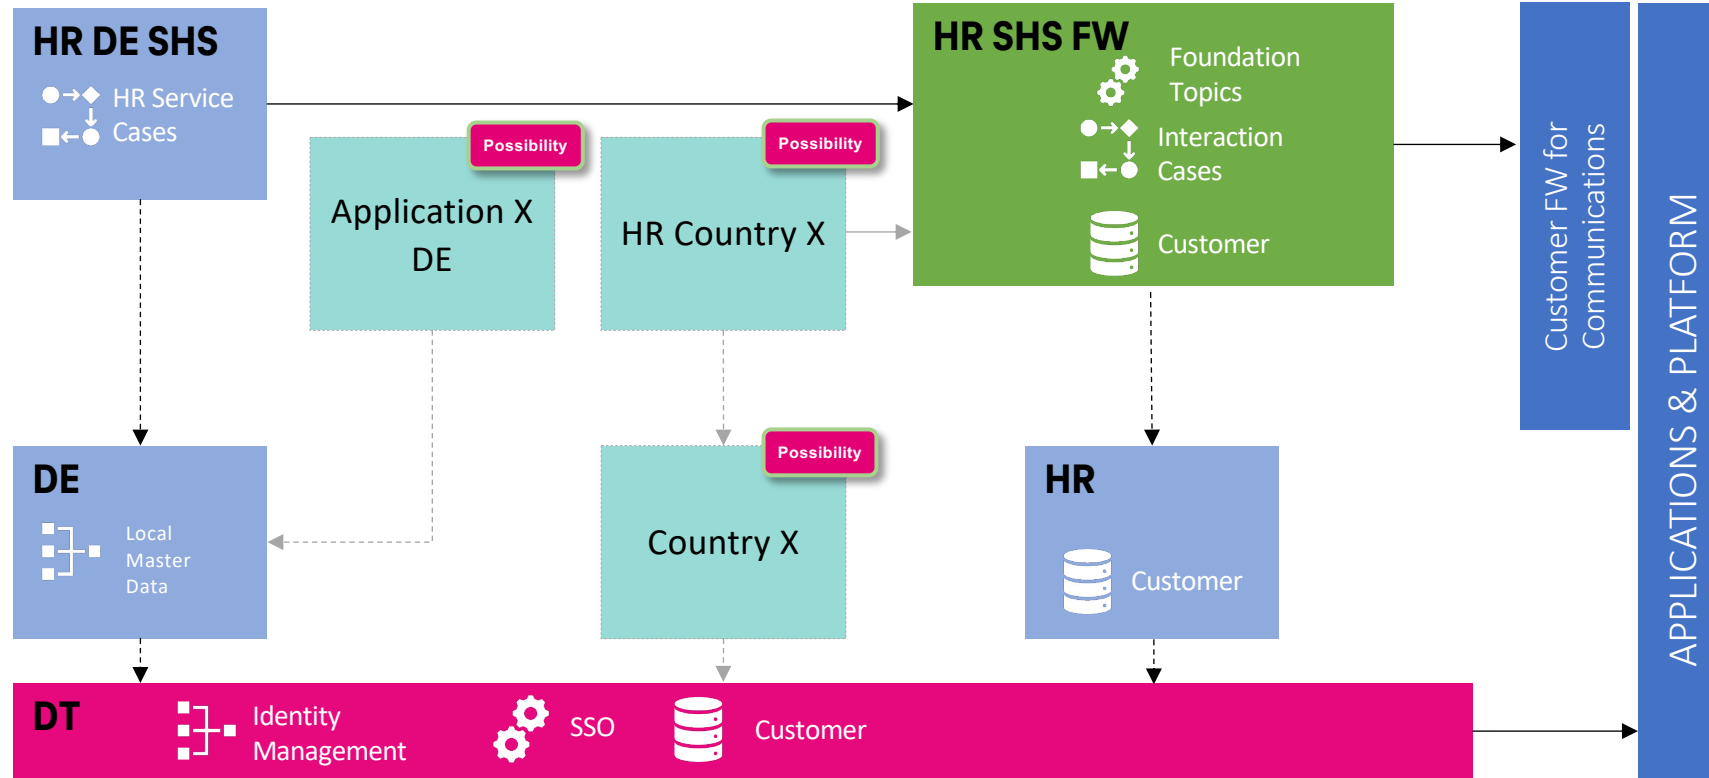 HR DE SHS
HR Service
Cases
Possibility
Application X
DE
Possibility
HR Country X
HR SHS FW
Foundation
Topics
Interaction
Cases
Customer
Customer FW for
Communications
APPLICATIONS & PLATFORM
DE
Local
Master
Data
Possibility
Country X
HR
Customer
DT
Identity
Management
SSO
Customer